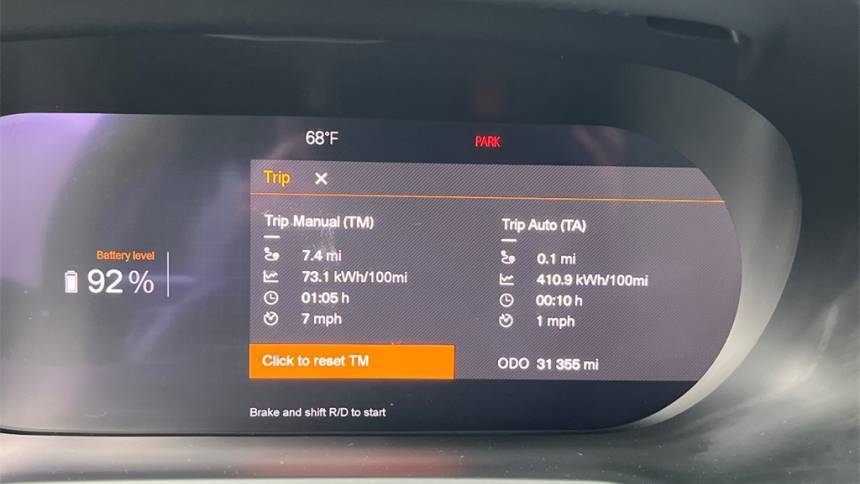 68°F
PARK
Trip X
Trip Manual (TM)
7.4 mi
73.1 kWh/100mi
01:05 h
7 mph
Click to reset TM
Trip Auto (TA)
0.1 mi
410.9 kWh/100mi
00:10 h
1 mph
ODO 31 355 mi
Battery level
92 %
Brake and shift R/D to start